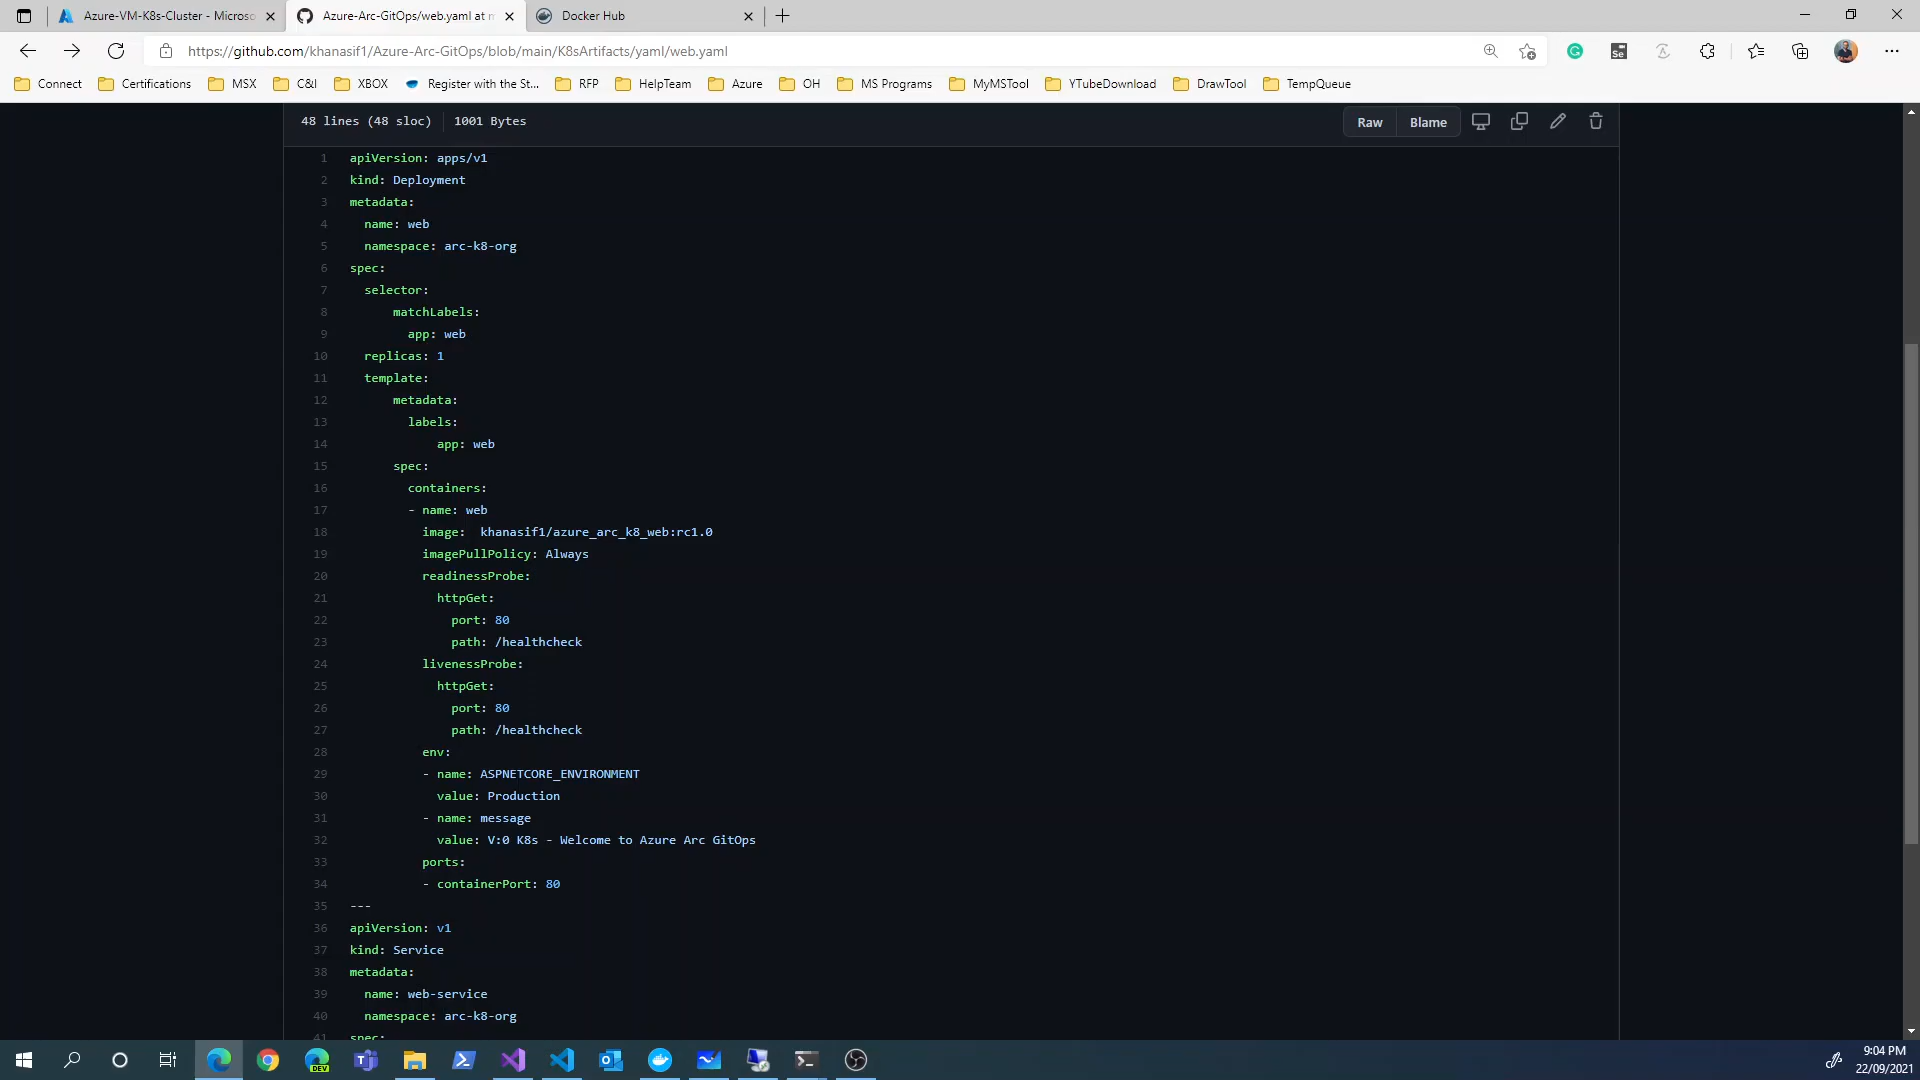 Azure-VM-K8s-Cluster - Microso
Azure-Arc-GitOps/web.yaml at m
Docker Hub
https://github.com/khanasif1/Azure-Arc-GitOps/blob/main/K8sArtifacts/yaml/web.yaml
Connect
Certifications
MSX
C&I
XBOX
Register with the St...
RFP
HelpTeam
Azure
OH
MS Programs
MyMSTool
YTubeDownload
DrawTool
TempQueue
48 lines (48 sloc) 1001 Bytes
Raw
Blame
1 apiVersion: apps/v1
2 kind: Deployment
3 metadata:
4 name: web
5 namespace: arc-k8-org
6 spec:
7 selector:
8 matchLabels:
9 app: web
10 replicas: 1
11 template:
12 metadata:
13 labels:
14 app: web
15 spec:
16 containers:
17 - name: web
18 image:  khanasif1/azure_arc_k8_web:rc1.0
19 imagePullPolicy: Always
20 readinessProbe:
21 httpGet:
22 port: 80
23 path: /healthcheck
24 livenessProbe:
25 httpGet:
26 port: 80
27 path: /healthcheck
28 env:
29 - name: ASPNETCORE_ENVIRONMENT
30 value: Production
31 - name: message
32 value: V:0 K8s - Welcome to Azure Arc GitOps
33 ports:
34 - containerPort: 80
35 ---
36 apiVersion: v1
37 kind: Service
38 metadata:
39 name: web-service
40 namespace: arc-k8-org
41 spec:
DEV
9:04 PM
22/09/2021